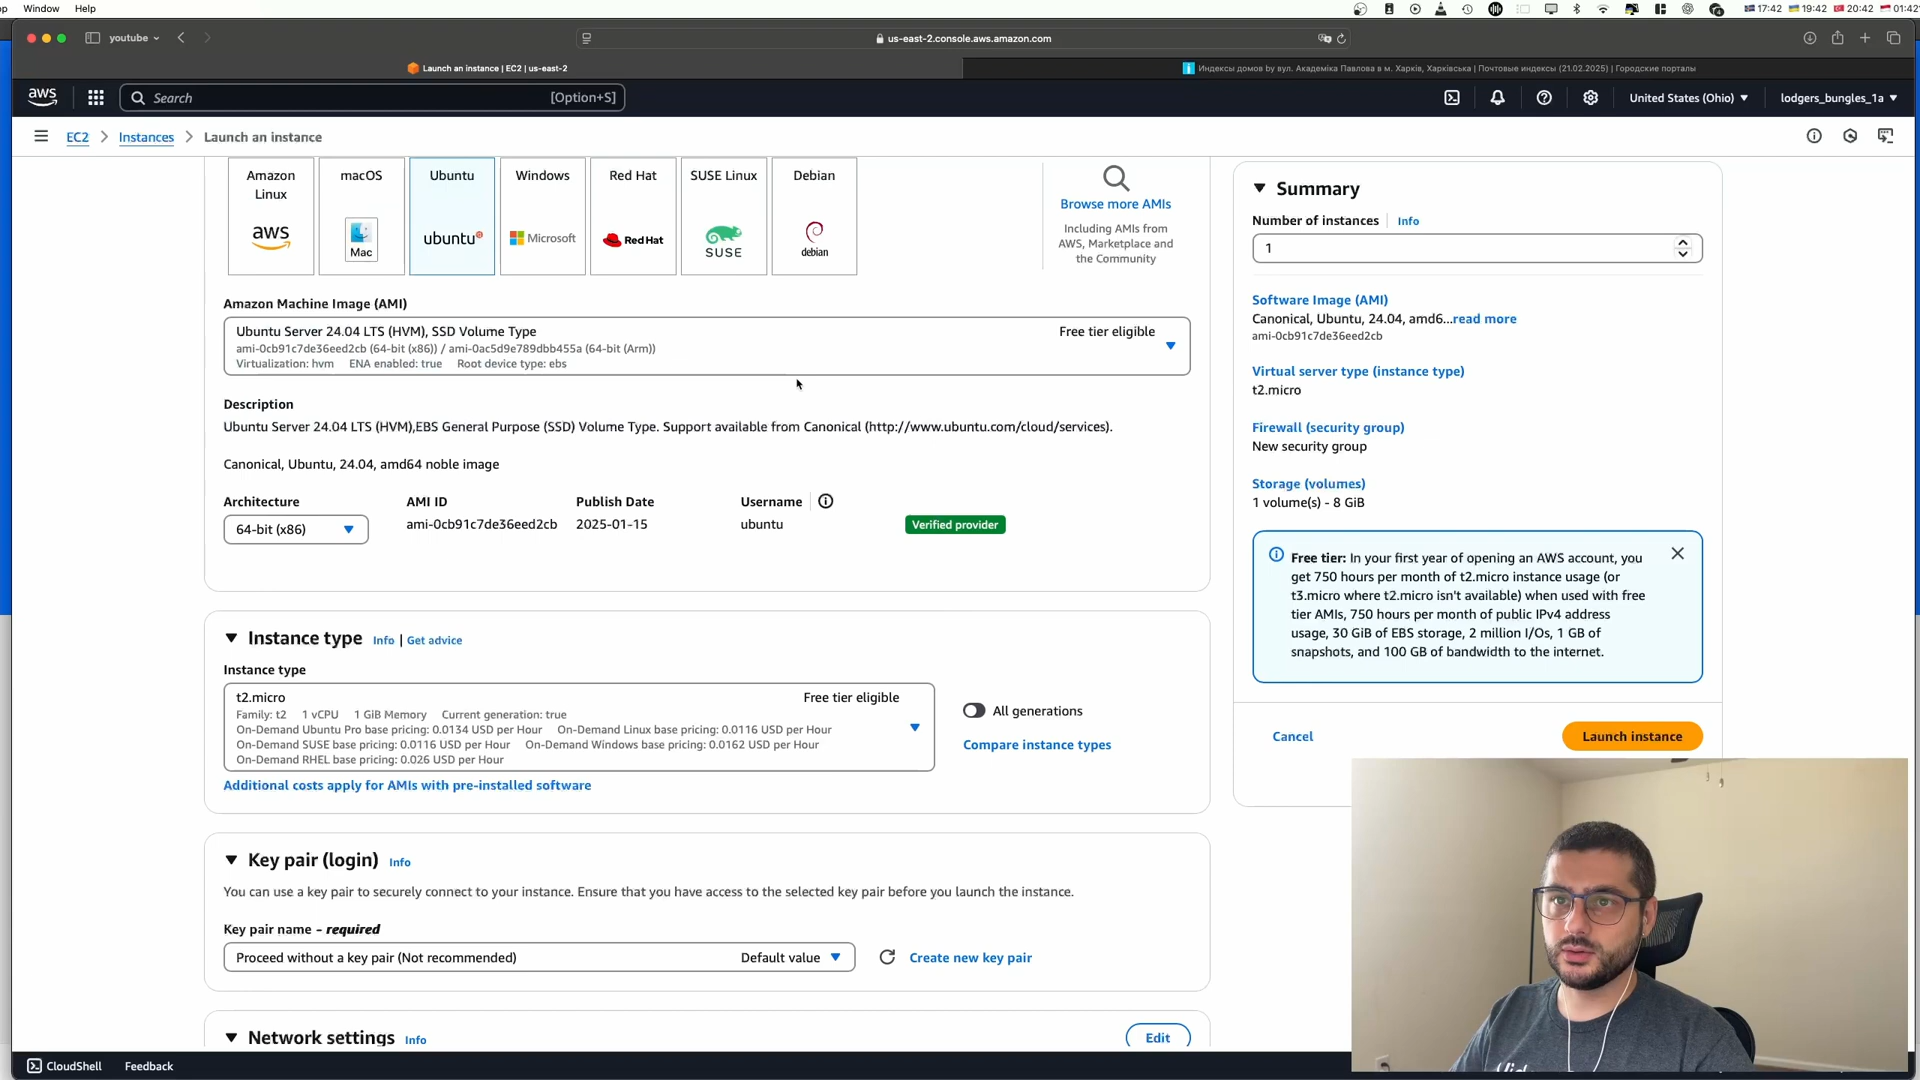 Window Help
17:42 19:42 20:42 01:42
youtube
us-east-2.console.aws.amazon.com
Launch an instance | EC2 | us-east-2
Индексы домов by вул. Академіка Павлова в м. Харків, Харківська | Почтовые индексы (21.02.2025) | Городские порталы
aws
Search [Option+S]
United States (Ohio)
lodgers_bungles_1a
EC2 > Instances > Launch an instance
Amazon Linux
aws
macOS
Mac
Ubuntu
ubuntu
Windows
Microsoft
Red Hat
Red Hat
SUSE Linux
SUSE
Debian
debian
Browse more AMIs
Including AMIs from
AWS, Marketplace and
the Community
Amazon Machine Image (AMI)
Ubuntu Server 24.04 LTS (HVM), SSD Volume Type
Free tier eligible
ami-0cb91c7de36eed2cb (64-bit (x86)) / ami-0ac5d9e789dbb455a (64-bit (Arm))
Virtualization: hvm ENA enabled: true Root device type: ebs
Description
Ubuntu Server 24.04 LTS (HVM),EBS General Purpose (SSD) Volume Type. Support available from Canonical (http://www.ubuntu.com/cloud/services).
Canonical, Ubuntu, 24.04, amd64 noble image
Architecture
64-bit (x86)
AMI ID
ami-0cb91c7de36eed2cb
Publish Date
2025-01-15
Username
ubuntu
Verified provider
Instance type Info | Get advice
Instance type
t2.micro
Free tier eligible
Family: t2 1 vCPU 1 GiB Memory Current generation: true
On-Demand Ubuntu Pro base pricing: 0.0134 USD per Hour On-Demand Linux base pricing: 0.0116 USD per Hour
On-Demand SUSE base pricing: 0.0116 USD per Hour On-Demand Windows base pricing: 0.0162 USD per Hour
On-Demand RHEL base pricing: 0.026 USD per Hour
All generations
Compare instance types
Additional costs apply for AMIs with pre-installed software
Key pair (login) Info
You can use a key pair to securely connect to your instance. Ensure that you have access to the selected key pair before you launch the instance.
Key pair name - required
Proceed without a key pair (Not recommended) Default value
Create new key pair
Network settings Info
Edit
Summary
Number of instances Info
1
Software Image (AMI)
Canonical, Ubuntu, 24.04, amd6...read more
ami-0cb91c7de36eed2cb
Virtual server type (instance type)
t2.micro
Firewall (security group)
New security group
Storage (volumes)
1 volume(s) - 8 GiB
Free tier: In your first year of opening an AWS account, you
get 750 hours per month of t2.micro instance usage (or
t3.micro where t2.micro isn't available) when used with free
tier AMIs, 750 hours per month of public IPv4 address
usage, 30 GiB of EBS storage, 2 million I/Os, 1 GB of
snapshots, and 100 GB of bandwidth to the internet.
Cancel
Launch instance
CloudShell Feedback